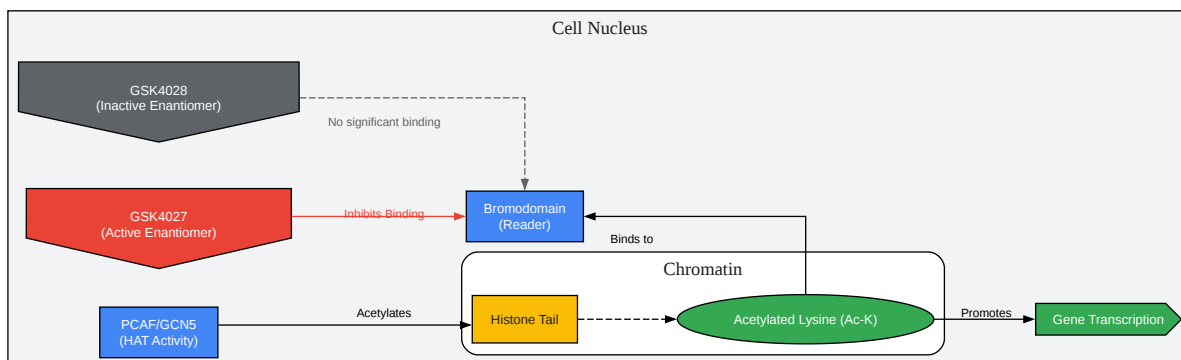 Cell Nucleus
GSK4028
(Inactive Enantiomer)
No significant binding
GSK4027
(Active Enantiomer)
Inhibits Binding
Bromodomain
(Reader)
Binds to
Chromatin
PCAF/GCN5
(HAT Activity)
Acetylates
Histone Tail
Acetylated Lysine (Ac-K)
Promotes
Gene Transcription